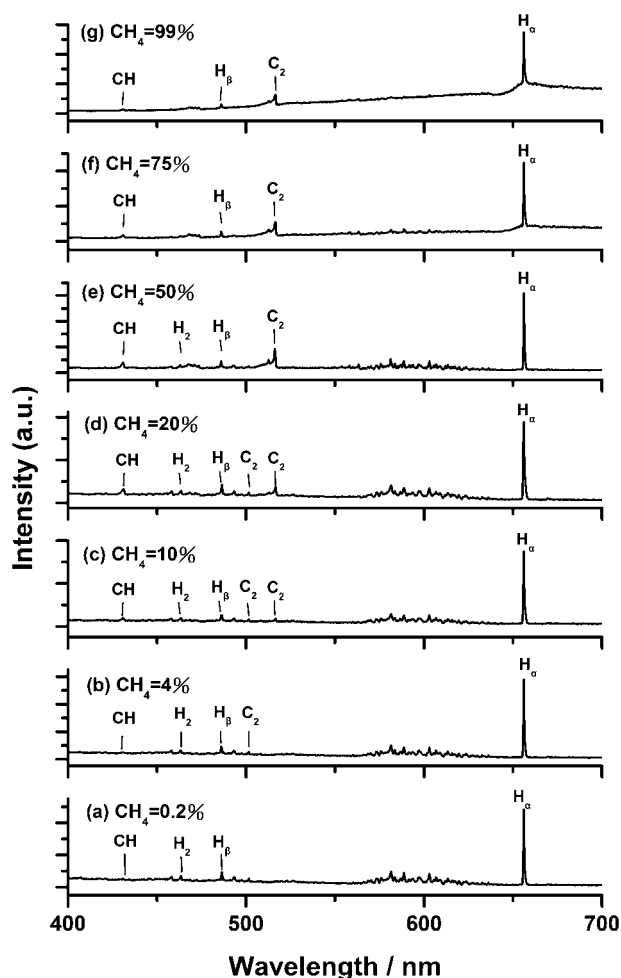 (g) CH₄=99%
CH
Hβ
C₂
Hα
(f) CH₄=75%
CH
Hβ
C₂
Hα
(e) CH₄=50%
CH
H₂
Hβ
C₂
Hα
(d) CH₄=20%
CH
H₂
Hβ
C₂
C₂
Hα
(c) CH₄=10%
CH
H₂
Hβ
C₂
C₂
Hα
(b) CH₄=4%
CH
H₂
Hβ
C₂
Hα
(a) CH₄=0.2%
CH
H₂
Hβ
Hα
400
500
600
700
Wavelength / nm
Intensity (a.u.)